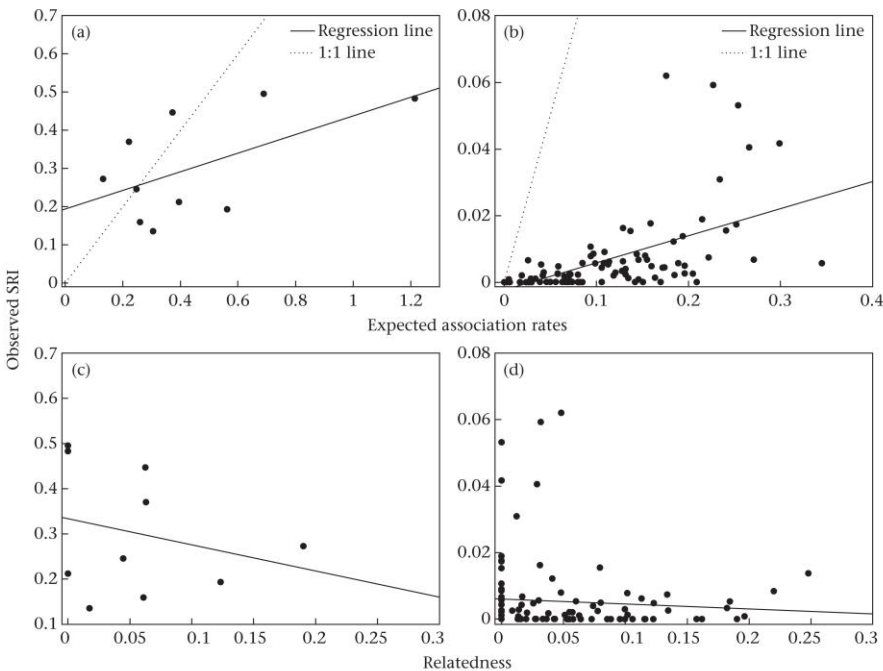 (a)
Regression line
1:1 line
0.7
0.6
0.5
0.4
0.3
0.2
0.1
0
0 0.2 0.4 0.6 0.8 1 1.2
(b)
Regression line
1:1 line
0.08
0.06
0.04
0.02
0
0 0.1 0.2 0.3 0.4
Expected association rates
Observed SRI
(c)
0.7
0.6
0.5
0.4
0.3
0.2
0.1
0 0.05 0.1 0.15 0.2 0.25 0.3
(d)
0.08
0.06
0.04
0.02
0
0 0.05 0.1 0.15 0.2 0.25 0.3
Relatedness